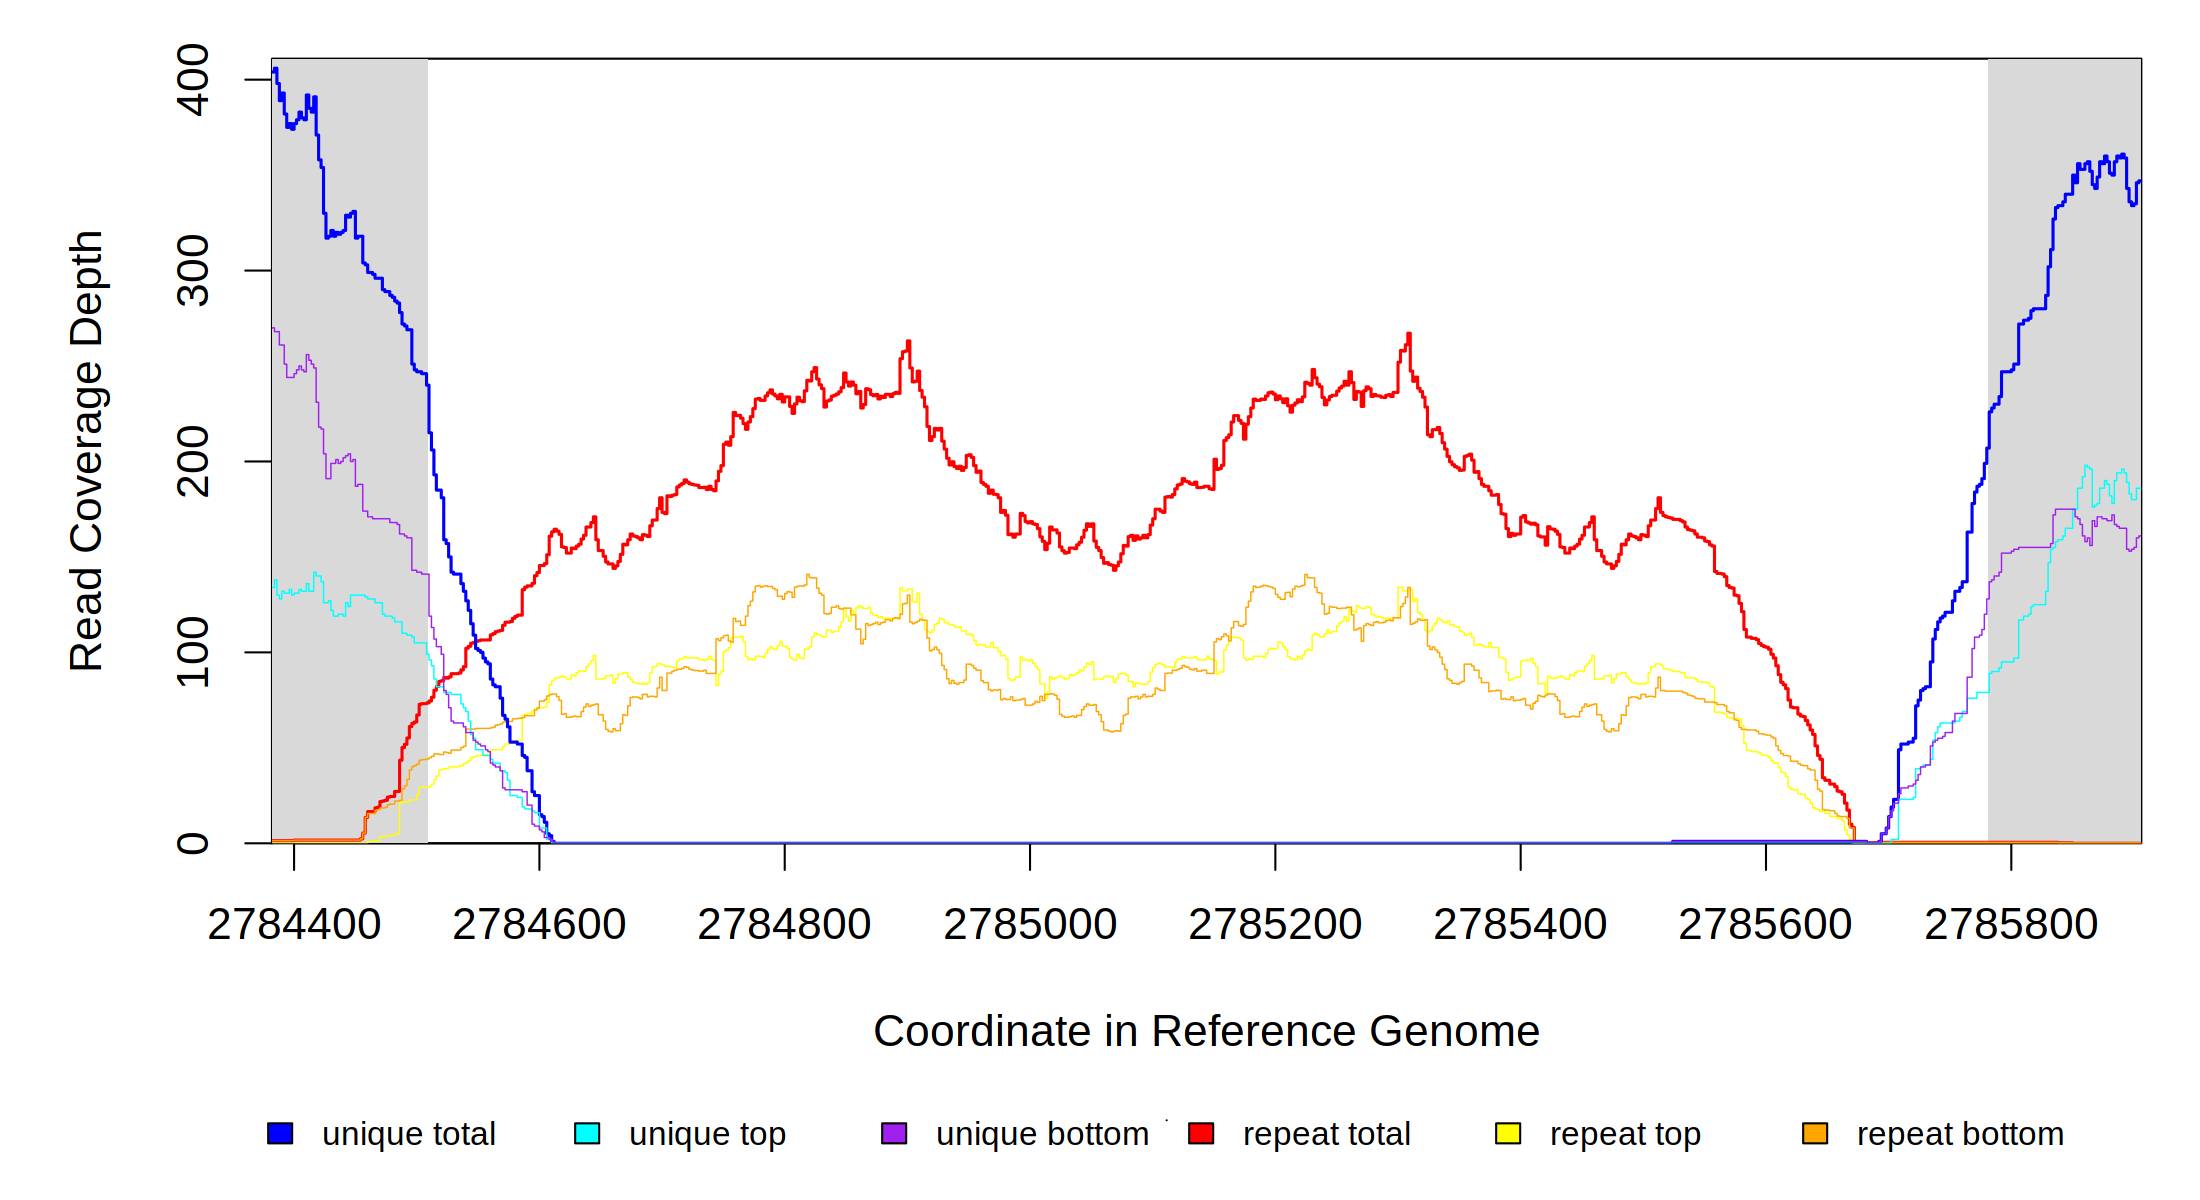 Read Coverage Depth
400
300
200
100
0
2784400 2784600 2784800 2785000 2785200 2785400 2785600 2785800
Coordinate in Reference Genome
unique total unique top unique bottom repeat total repeat top repeat bottom